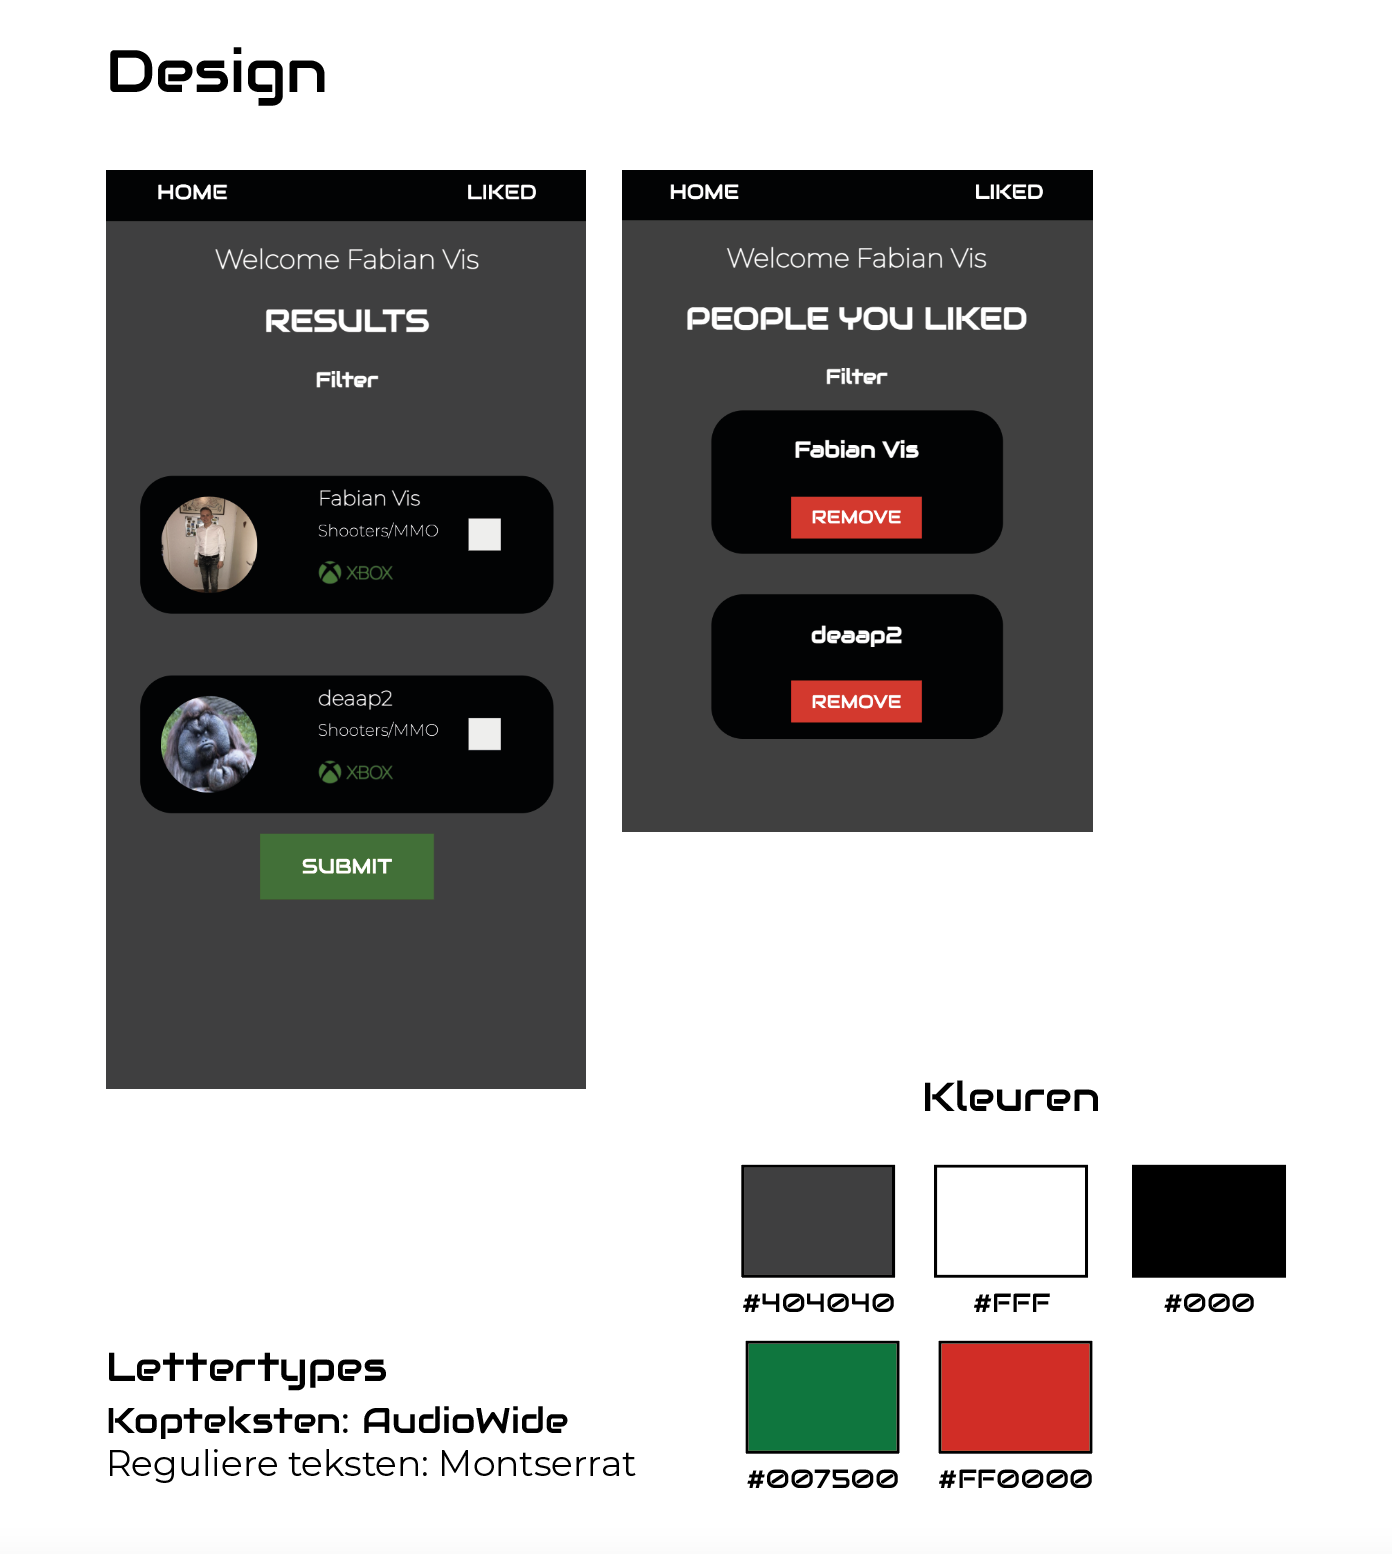 Design
HOME LIKED
Welcome Fabian Vis
RESULTS
Filter
Fabian Vis
Shooters/MMO
XBOX
deaap2
Shooters/MMO
XBOX
SUBMIT
HOME LIKED
Welcome Fabian Vis
PEOPLE YOU LIKED
Filter
Fabian Vis
REMOVE
deaap2
REMOVE
Kleuren
#404040 #FFF #000
#007500 #FF0000
Lettertypes
Kopteksten: AudioWide
Reguliere teksten: Montserrat